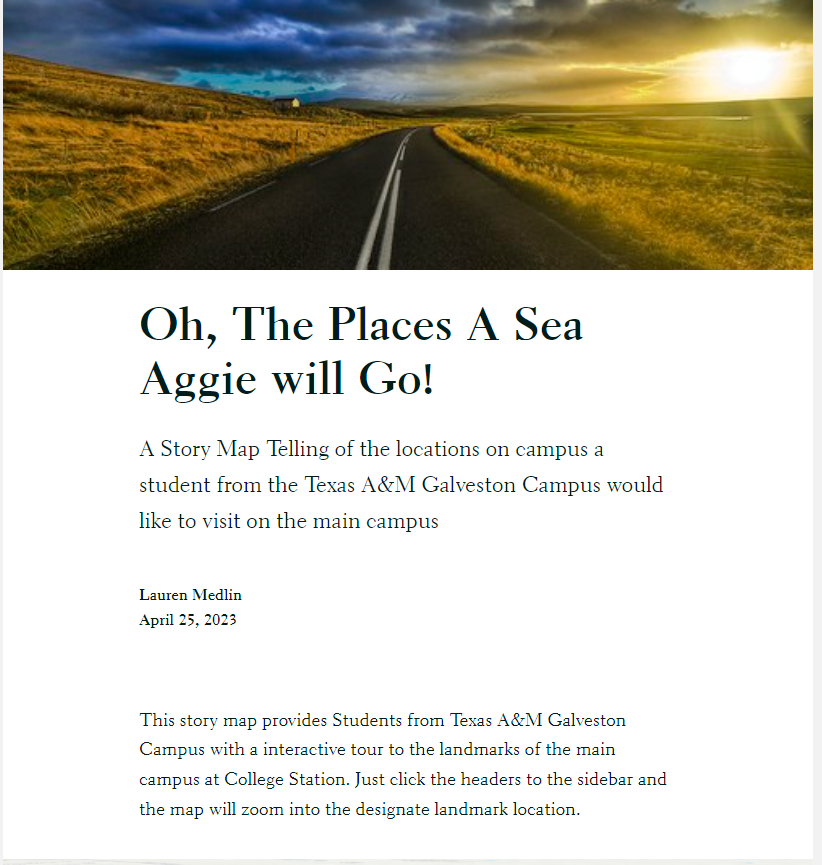 Oh, The Places A Sea
Aggie will Go!
A Story Map Telling of the locations on campus a
student from the Texas A&M Galveston Campus would
like to visit on the main campus
Lauren Medlin
April 25, 2023
This story map provides Students from Texas A&M Galveston
Campus with a interactive tour to the landmarks of the main
campus at College Station. Just click the headers to the sidebar and
the map will zoom into the designate landmark location.